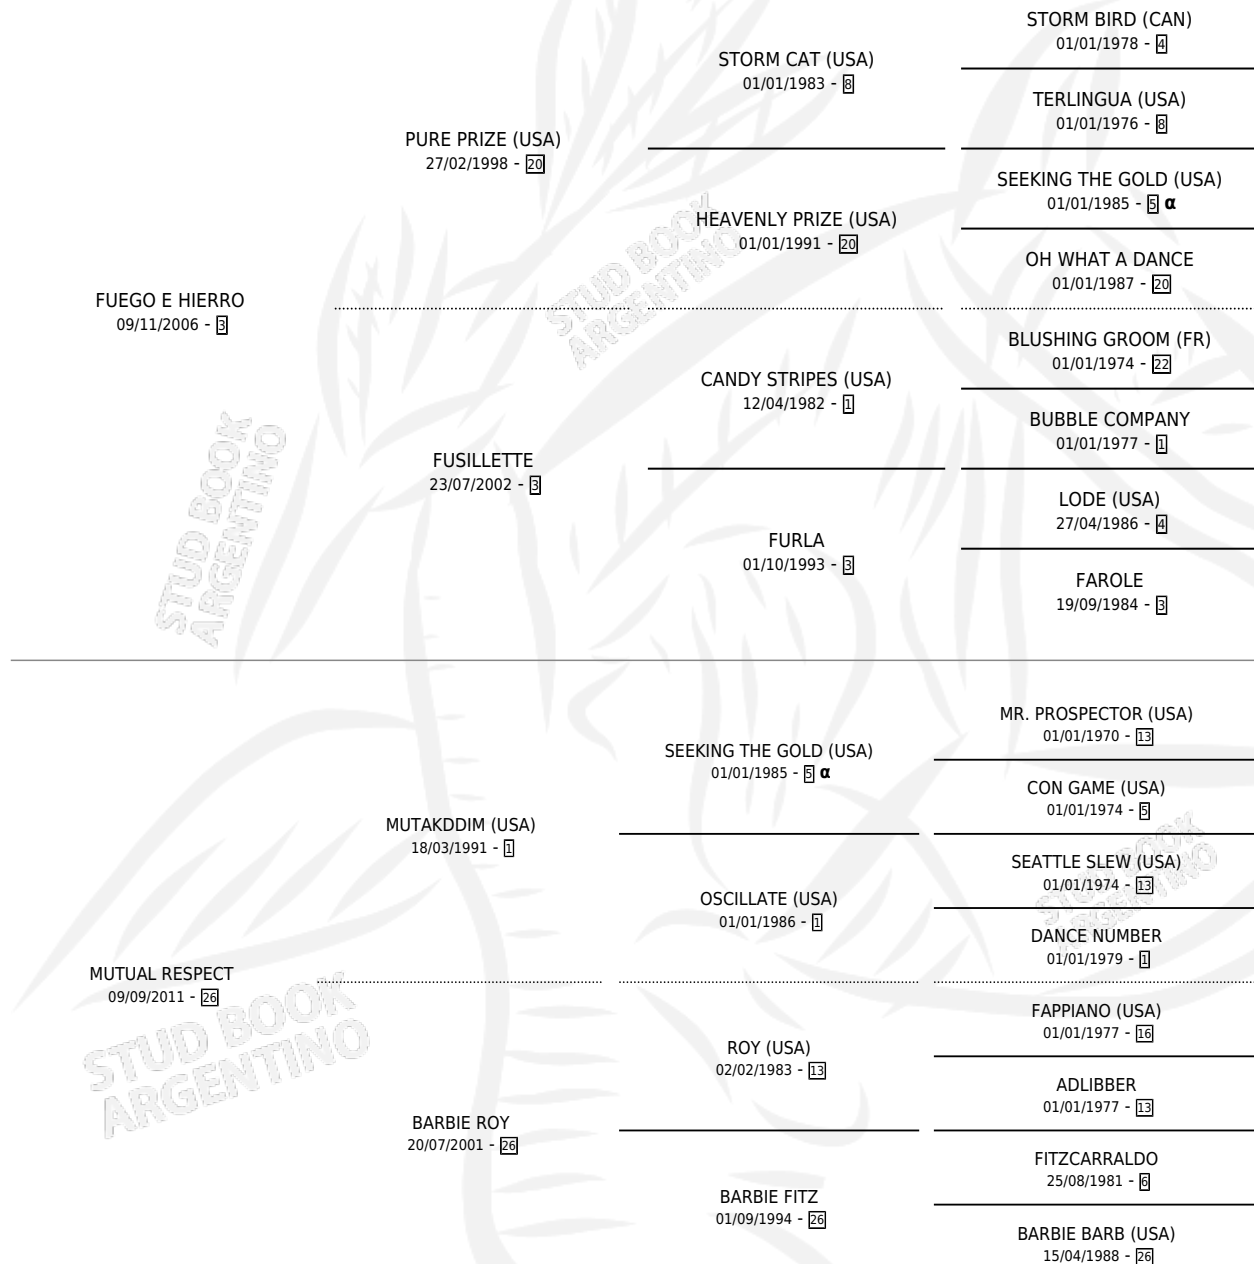 STORM BIRD (CAN)
01/01/1978 - 4
STORM CAT (USA)
01/01/1983 - 8
TERLINGUA (USA)
01/01/1976 - 8
PURE PRIZE (USA)
27/02/1998 - 20
SEEKING THE GOLD (USA)
01/01/1985 - 5 α
HEAVENLY PRIZE (USA)
01/01/1991 - 20
OH WHAT A DANCE
01/01/1987 - 20
FUEGO E HIERRO
09/11/2006 - 3
BLUSHING GROOM (FR)
01/01/1974 - 22
CANDY STRIPES (USA)
12/04/1982 - 1
BUBBLE COMPANY
01/01/1977 - 1
FUSILLETTE
23/07/2002 - 3
LODE (USA)
27/04/1986 - 4
FURLA
01/10/1993 - 3
FAROLE
19/09/1984 - 3
STUD BOOK
ARGENTINO
STUD BOOK
ARGENTINO
MR. PROSPECTOR (USA)
01/01/1970 - 13
SEEKING THE GOLD (USA)
01/01/1985 - 5 α
CON GAME (USA)
01/01/1974 - 5
MUTAKDDIM (USA)
18/03/1991 - 1
SEATTLE SLEW (USA)
01/01/1974 - 13
OSCILLATE (USA)
01/01/1986 - 1
DANCE NUMBER
01/01/1979 - 1
STUD BOOK
ARGENTINO
MUTUAL RESPECT
09/09/2011 - 26
FAPPIANO (USA)
01/01/1977 - 16
ROY (USA)
02/02/1983 - 13
ADLIBBER
01/01/1977 - 13
BARBIE ROY
20/07/2001 - 26
FITZCARRALDO
25/08/1981 - 6
BARBIE FITZ
01/09/1994 - 26
BARBIE BARB (USA)
15/04/1988 - 26
STUD BOOK
ARGENTINO